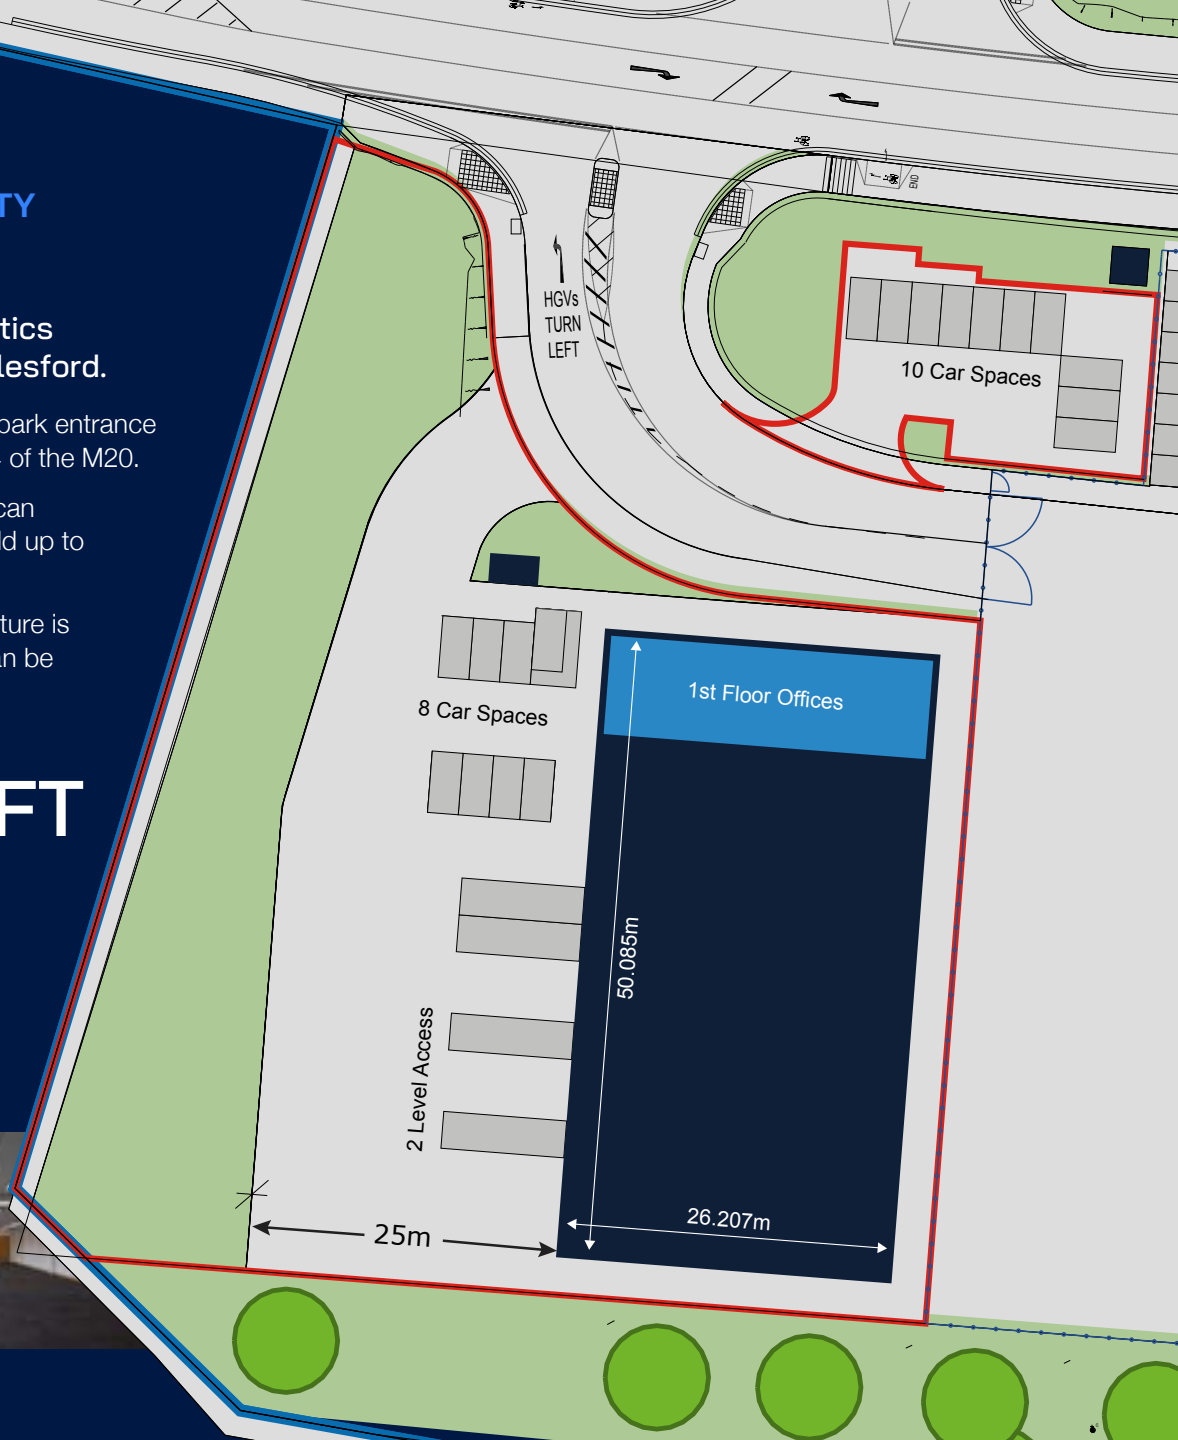 TY
tics
lesford.
park entrance
of the M20.
can
ld up to
ture is
an be
FT
END
HGVs
TURN
LEFT
10 Car Spaces
1st Floor Offices
8 Car Spaces
50.085m
2 Level Access
26.207m
25m